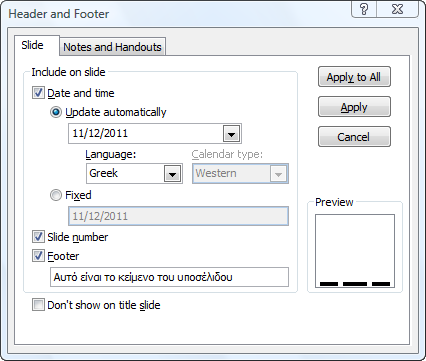 Header and Footer
Slide
Notes and Handouts
Include on slide
Date and time
Update automatically
11/12/2011
Language:
Calendar type:
Greek
Western
Fixed
11/12/2011
Slide number
Footer
Αυτό είναι το κείμενο του υποσέλιδου
Don't show on title slide
Apply to All
Apply
Cancel
Preview